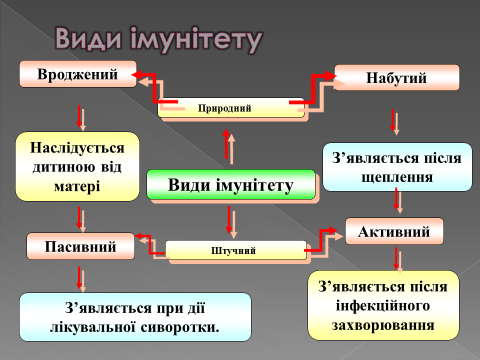 Види імунітету
Вроджений
Набутий
Природний
Наслідується
дитиною від
матері
З’являється після
щеплення
Види імунітету
Активний
Пасивний
Штучний
З’являється після
інфекційного
захворювання
З’являється при дії
лікувальної сиворотки.